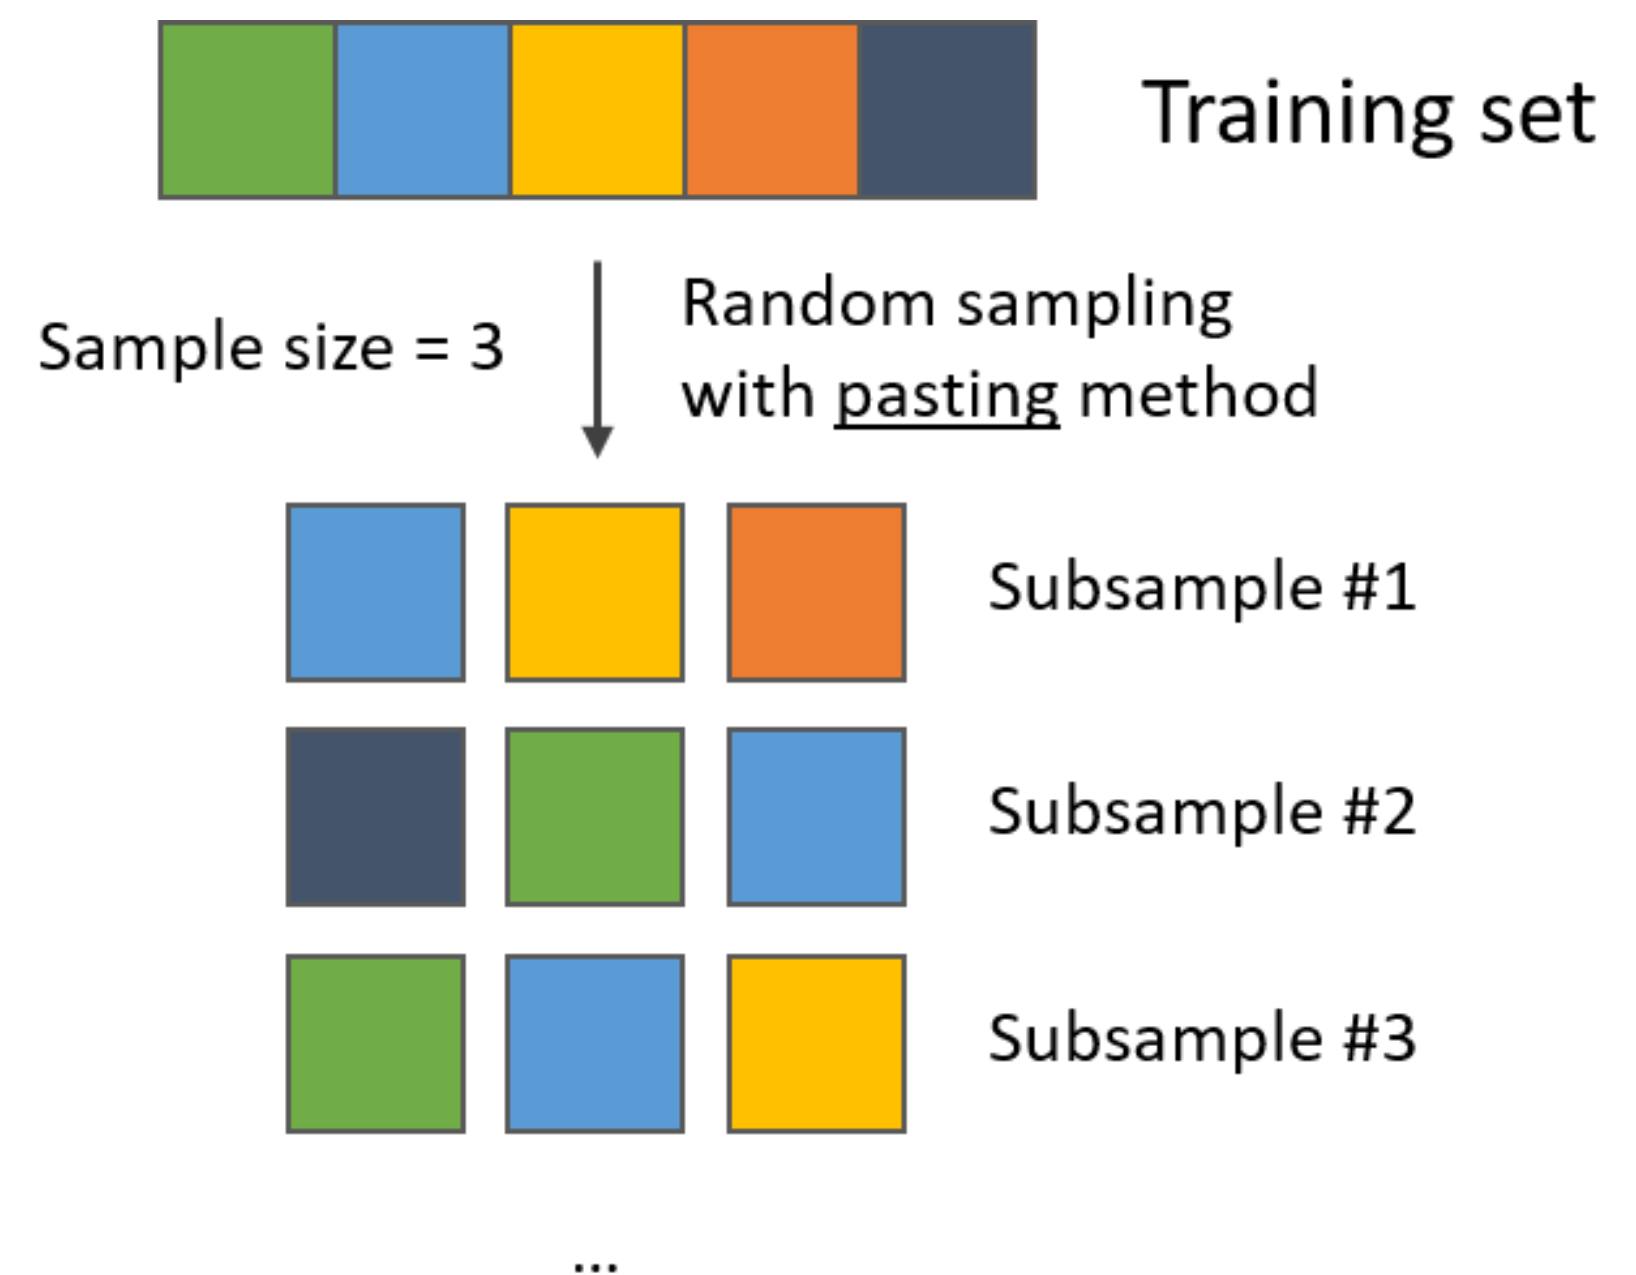 Training set
Sample size = 3
Random sampling
with pasting method
Subsample #1
Subsample #2
Subsample #3
...